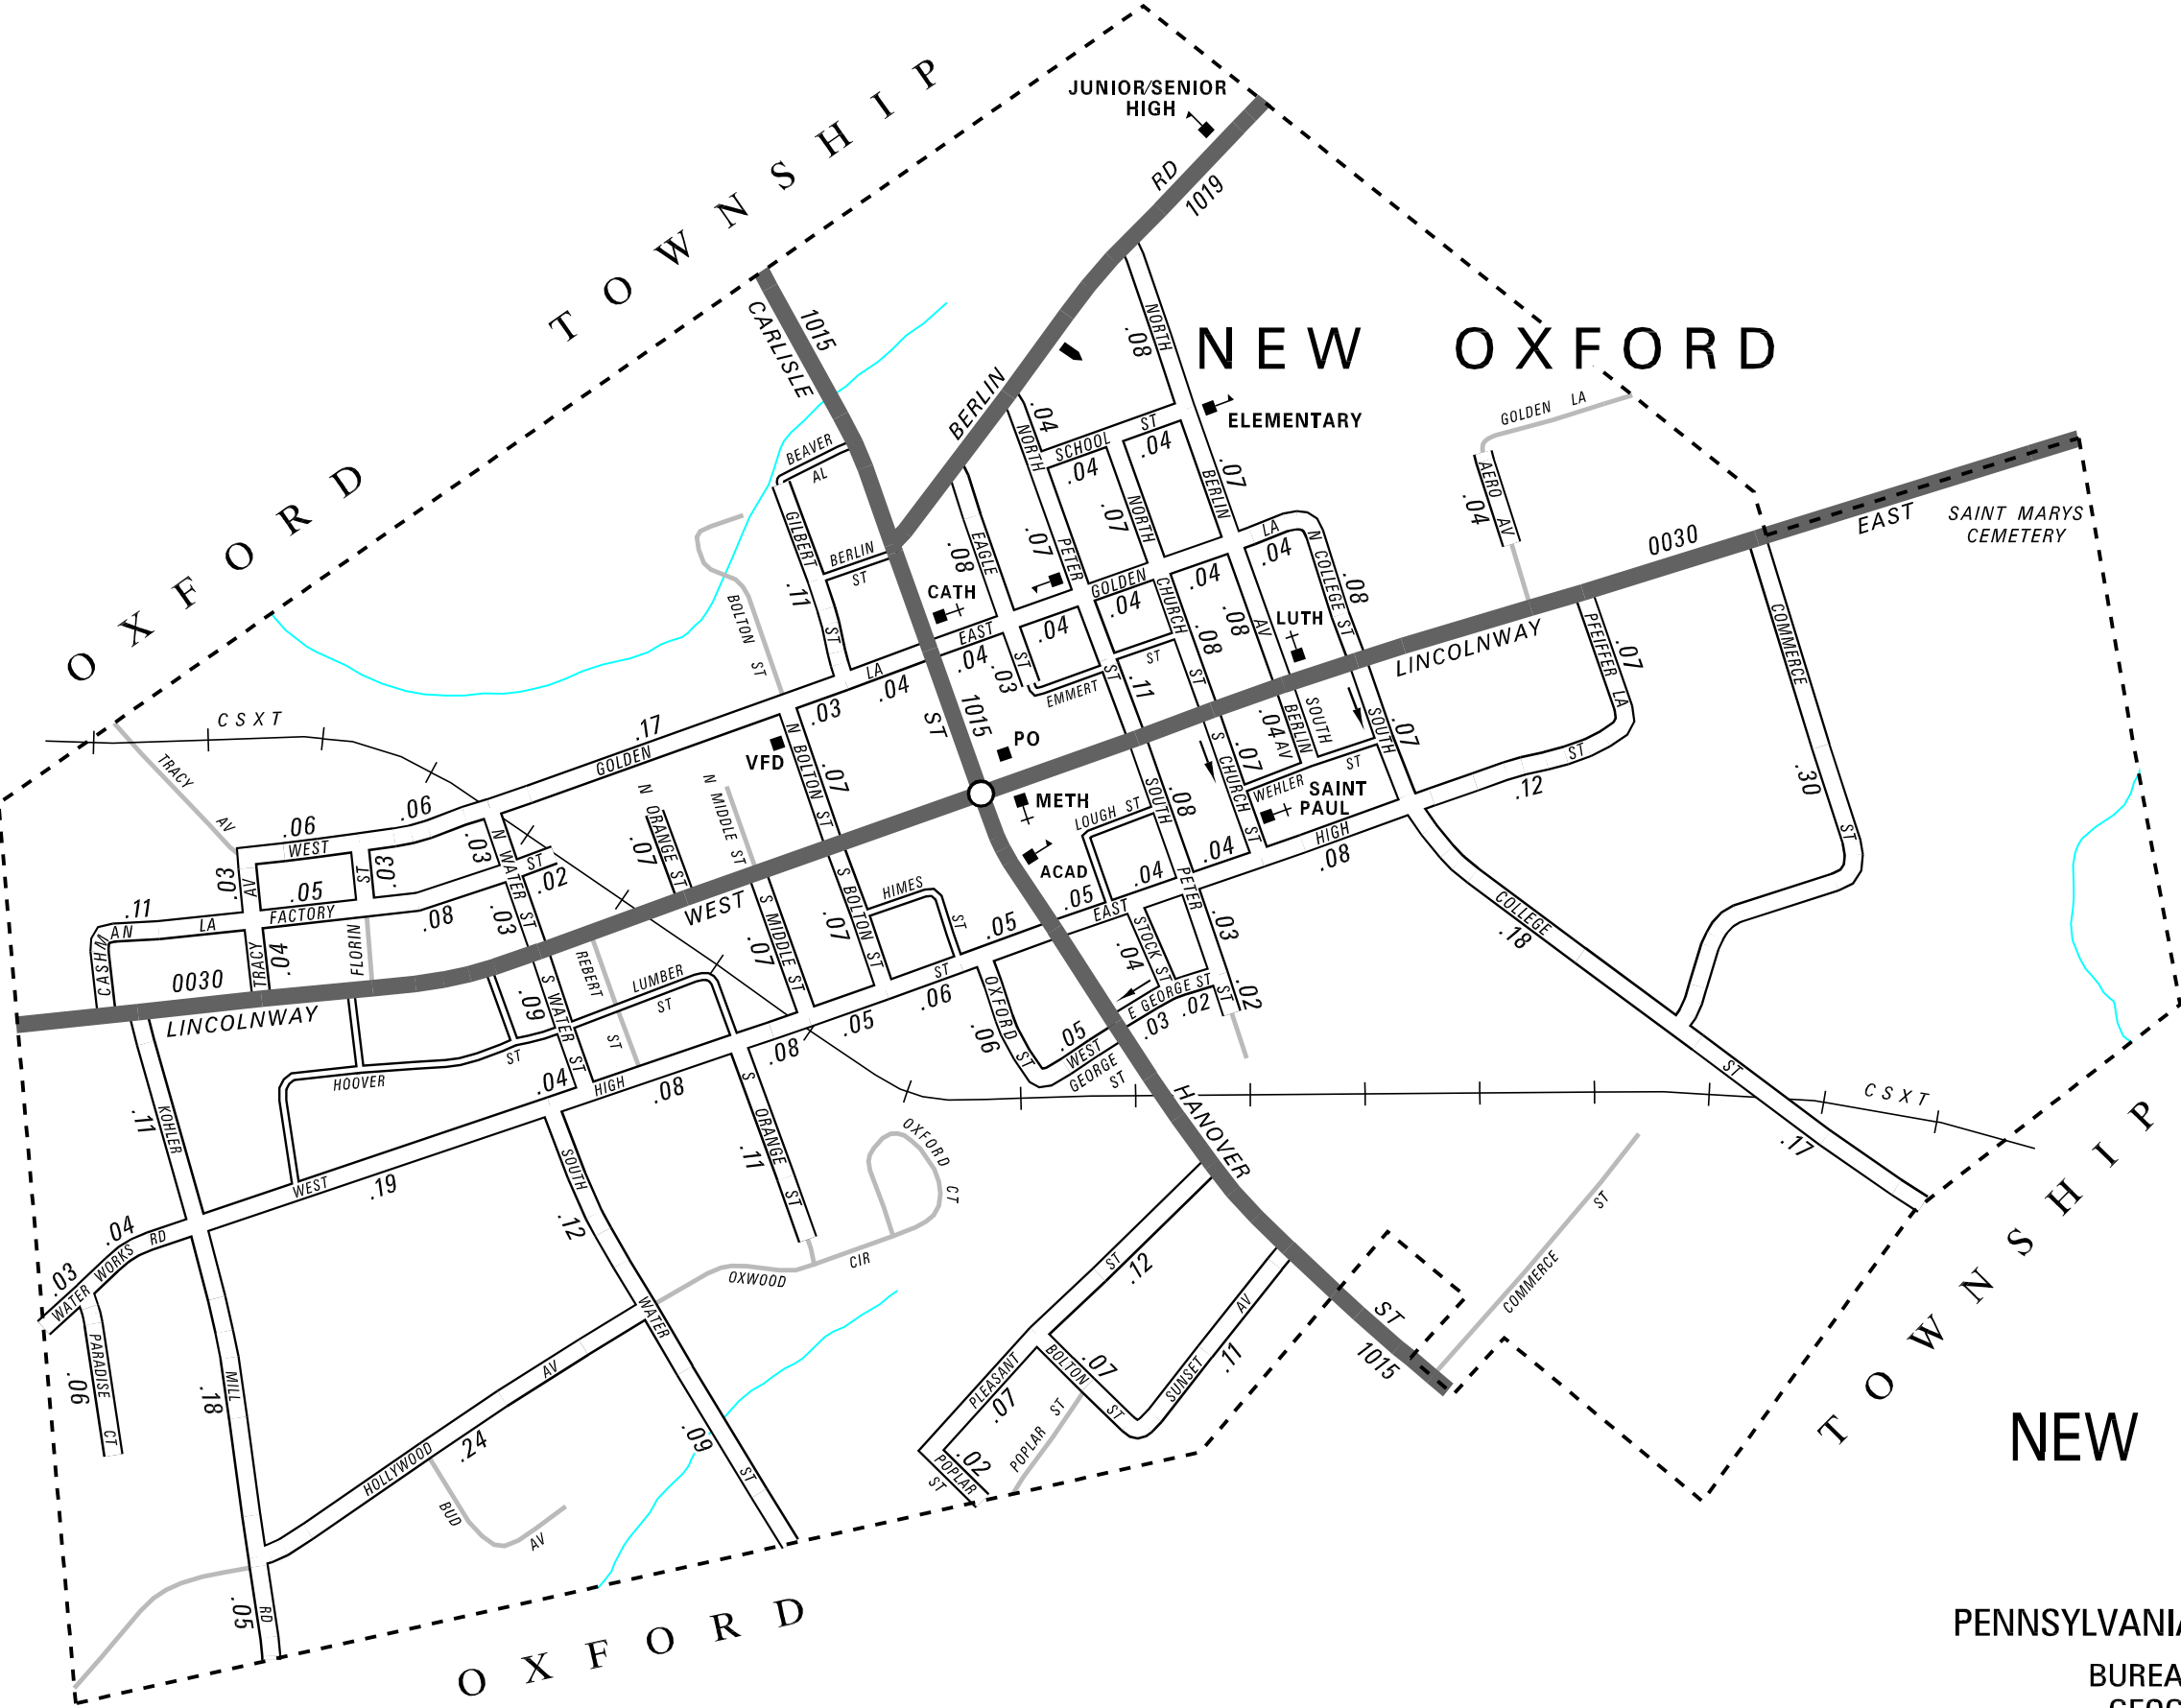 JUNIOR/SENIOR
HIGH
TOWNSHIP
OXFORD
RD
1019
1015
CARLISLE
NORTH
.08
NEW OXFORD
BERLIN
.04
NORTH
ELEMENTARY
GOLDEN LA
BEAVER
AL
SCHOOL ST
.04
.04
.07
BERLIN
AERO AV
.04
EAST
SAINT MARYS
CEMETERY
0030
GILBERT
.11
ST
BERLIN
ST
EAGLE
.08
ST
.07
PETER
ST
.07
NORTH
CHURCH
ST
LA
.04
N COLLEGE ST
.08
CATH
GOLDEN
.04
.04
.08
AV
.08
LUTH
BOLTON ST
EAST
.04
.04
.03
ST
.11
LINCOLNWAY
PFEIFFER LA
.07
COMMERCE
ST
.30
LA
.04
EMMERT
CSXT
TRACY
AV
.17
GOLDEN
.03
VFD
1015
ST
PO
.04
BERLIN
AV
SOUTH
SOUTH
.07
N BOLTON ST
.07
N MIDDLE ST
N ORANGE ST
.07
METH
LOUGH ST
SOUTH
.08
S CHURCH ST
.07
WEHLER
ST
SAINT
PAUL
ST
.12
.06
.06
WEST
.03
N WATER ST
ST
.02
.03
AV
.05
ST
.03
ACAD
.04
.04
HIGH
.08
.11
CASHMAN LA
FACTORY
.08
.03
WEST
S BOLTON ST
.07
HIMES
ST
.05
.05
EAST
PETER
ST
.03
COLLEGE
.18
0030
TRACY
.04
FLORIN
LINCOLNWAY
REBERT
ST
LUMBER
ST
S MIDDLE ST
.07
ST
.06
STOCK ST
.04
S WATER ST
.09
.05
.08
OXFORD ST
.06
.05
WEST
GEORGE
ST
E GEORGE ST
.03
.02
.02
ST
HOOVER
.04
HIGH
.08
KOHLER
.11
WEST
.19
S
ORANGE
ST
.11
OXFORD
CT
HANOVER
ST
CSXT
.17
.04
RD
WORKS
WATER
.03
SOUTH
.12
WATER
ST
OXWOOD
CIR
ST
.12
COMMERCE
ST
PARADISE
CT
.06
MILL
.18
AV
HOLLYWOOD
.24
.09
PLEASANT
.07
BOLTON
ST
.07
SUNSET
AV
.11
ST
1015
POPLAR ST
.02
POPLAR
ST
BUD
AV
RD
.05
TOWNSHIP
OXFORD
NEW
PENNSYLVANIA
BUREA